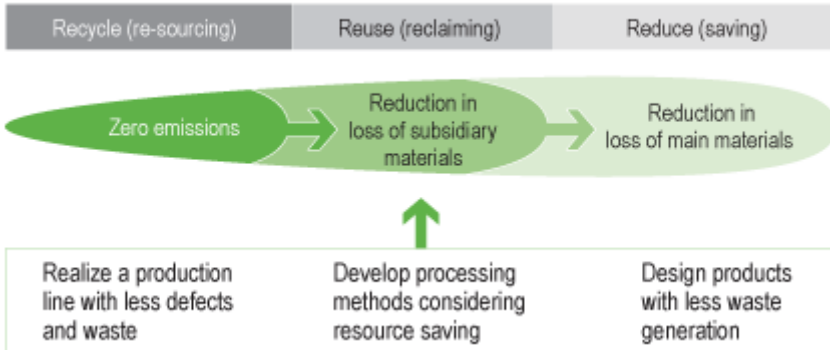 Recycle (re-sourcing)
Reuse (reclaiming)
Reduce (saving)
Zero emissions
Reduction in
loss of subsidiary
materials
Reduction in
loss of main materials
Realize a production
line with less defects
and waste
Develop processing
methods considering
resource saving
Design products
with less waste
generation